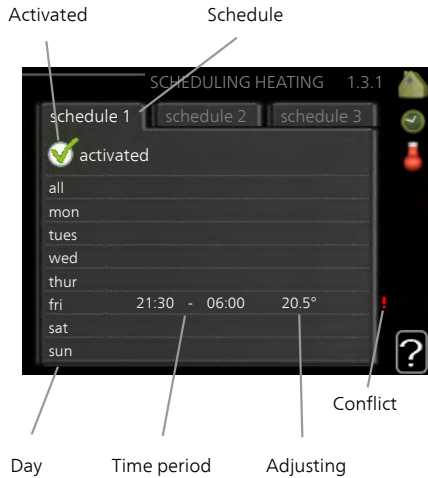 Activated Schedule
SCHEDULING HEATING 1.3.1
schedule 1 schedule 2 schedule 3
activated
all
mon
tues
wed
thur
fri 21:30 - 06:00 20.5°
sat
sun
!
?
Conflict
Day Time period Adjusting